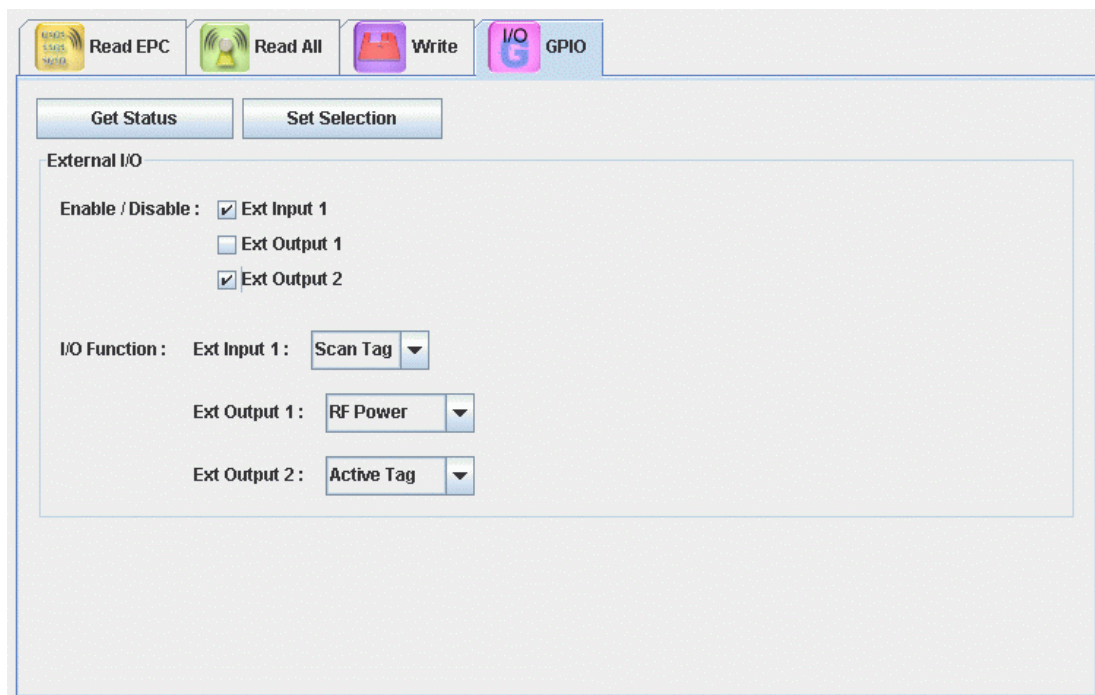 Read EPC Read All Write I/O G GPIO
Get Status Set Selection
External I/O
Enable / Disable : Ext Input 1
Ext Output 1
Ext Output 2
I/O Function : Ext Input 1 : Scan Tag
Ext Output 1 : RF Power
Ext Output 2 : Active Tag